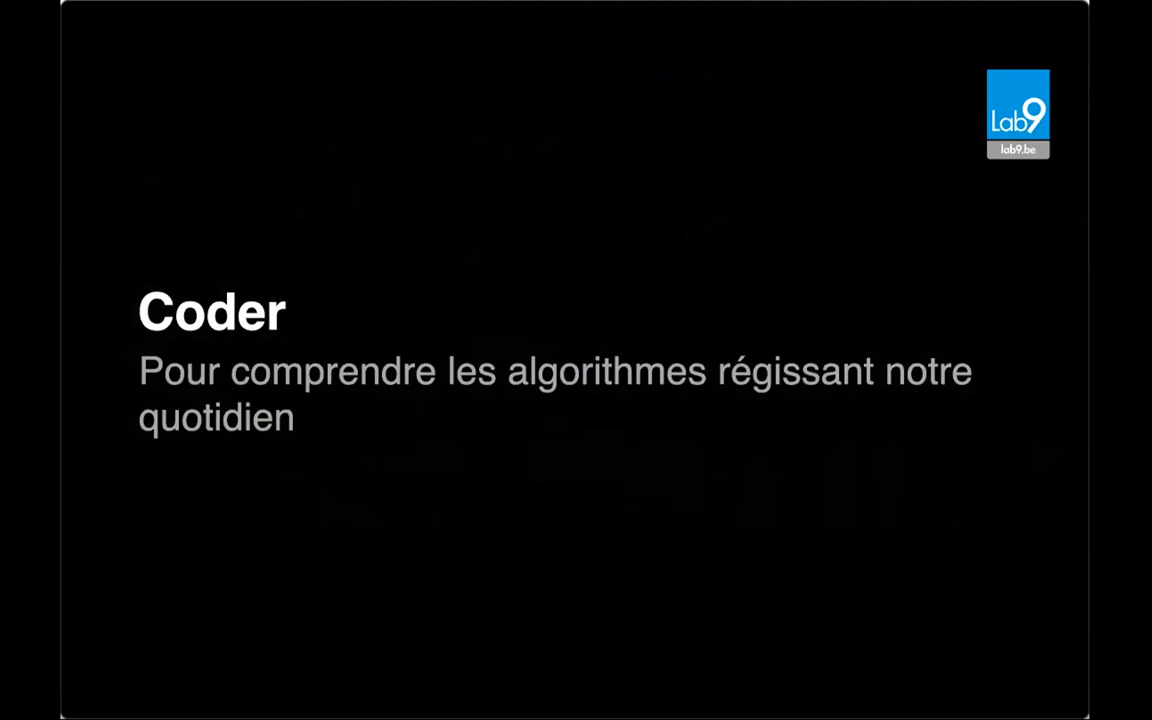 Lab9
lab9.be
Coder
Pour comprendre les algorithmes régissant notre
quotidien